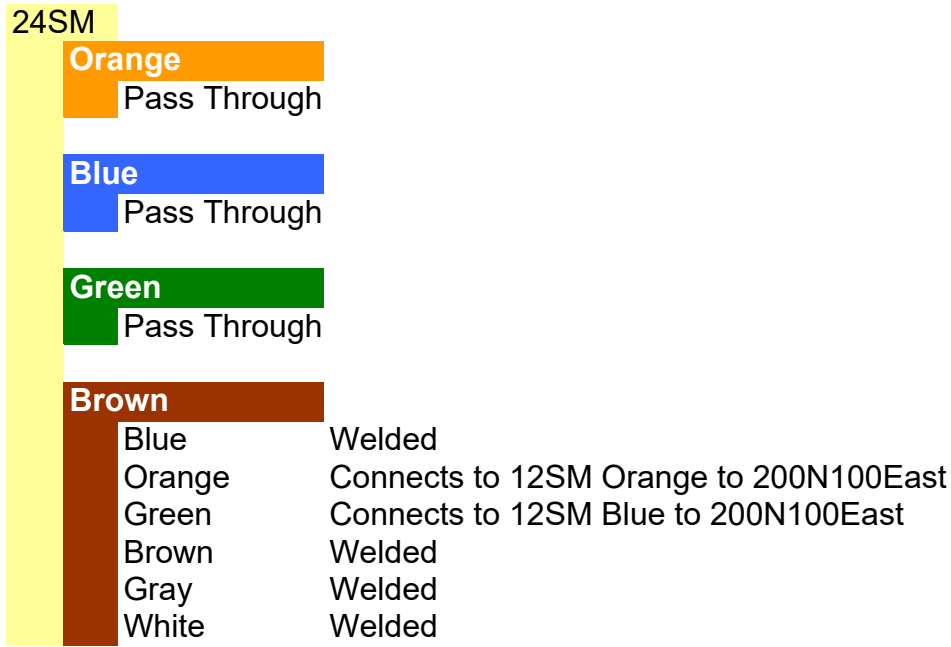 24SM
Orange
Pass Through
Blue
Pass Through
Green
Pass Through
Brown
Blue Welded
Orange Connects to 12SM Orange to 200N100East
Green Connects to 12SM Blue to 200N100East
Brown Welded
Gray Welded
White Welded